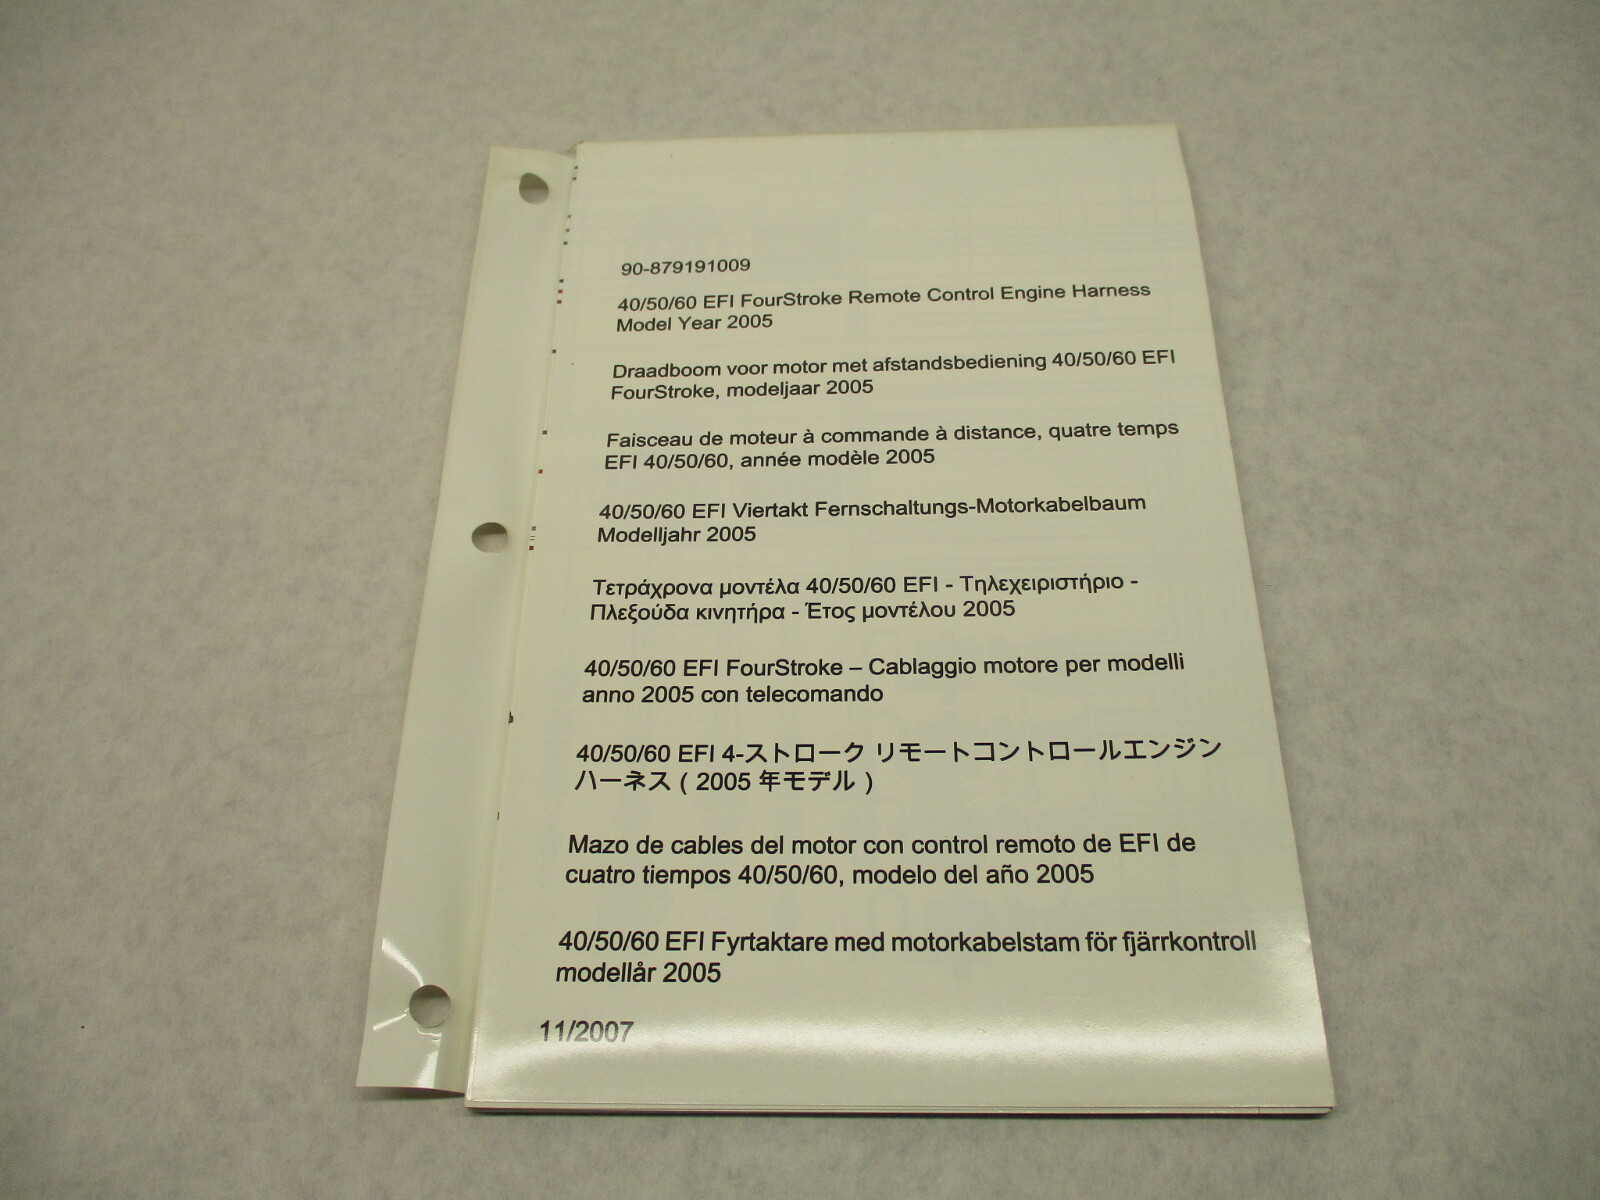 90-879191009
40/50/60 EFI FourStroke Remote Control Engine Harness
Model Year 2005
Draadboom voor motor met afstandsbediening 40/50/60 EFI
FourStroke, modeljaar 2005
Faisceau de moteur à commande à distance, quatre temps
EFI 40/50/60, année modèle 2005
40/50/60 EFI Viertakt Fernschaltungs-Motorkabelbaum
Modelljahr 2005
Τετράχρονα μοντέλα 40/50/60 EFI - Τηλεχειριστήριο -
Πλεξούδα κινητήρα - Έτος μοντέλου 2005
40/50/60 EFI FourStroke – Cablaggio motore per modelli
anno 2005 con telecomando
40/50/60 EFI 4-ストローク リモートコントロールエンジン
ハーネス ( 2005 年モデル )
Mazo de cables del motor con control remoto de EFI de
cuatro tiempos 40/50/60, modelo del año 2005
40/50/60 EFI Fyrtaktare med motorkabelstam för fjärrkontroll
modellår 2005
11/2007